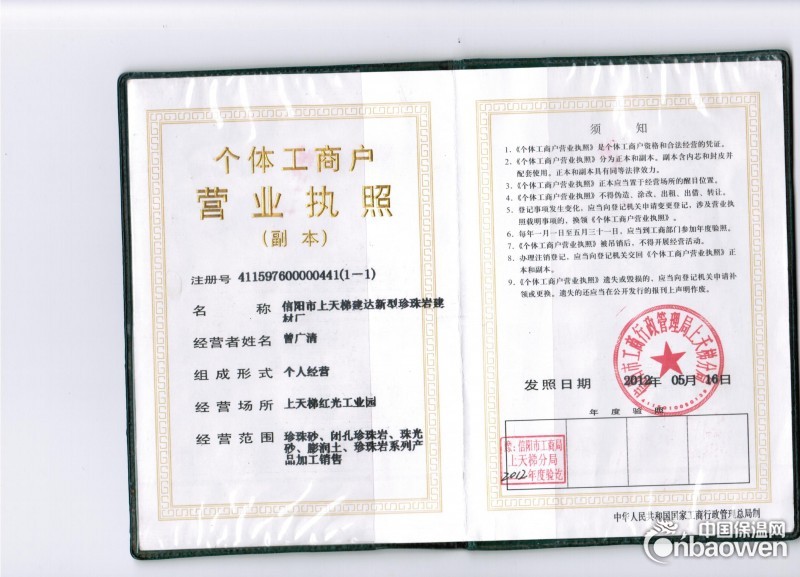 个体工商户
营业执照
（副 本）
注册号 411597600000441(1-1)
名 称 信阳市上天梯建达新型珍珠岩建
材厂
经营者姓名 曾广清
组成形式 个人经营
经营场所 上天梯红光工业园
经营范围 珍珠砂、闭孔珍珠岩、珠光
砂、膨润土、珍珠岩系列产
品加工销售
须 知
1.《个体工商户营业执照》是个体工商户资格和合法经营的凭证。
2.《个体工商户营业执照》分为正本和副本。副本含内芯和封皮并
配套使用。正本和副本具有同等法律效力。
3.《个体工商户营业执照》正本应当置于经营场所的醒目位置。
4.《个体工商户营业执照》不得伪造、涂改、出租、出借、转让。
5. 登记事项发生变化，应当向登记机关申请变更登记，涉及营业执
照载明事项的，换领《个体工商户营业执照》。
6. 每年一月一日至五月三十一日，应当到工商部门参加年度验照。
7.《个体工商户营业执照》被吊销后，不得开展经营活动。
8. 办理注销登记，应当向登记机关交回《个体工商户营业执照》正
本和副本。
9.《个体工商户营业执照》遗失或毁损的，应当向登记机关申请补
领或更换。遗失的还应当在公开发行的报刊上声明作废。
信阳市工商行政管理局上天梯分局
发照日期 2012年 05月 16日
年 度 验 照
信阳市工商局
上天梯分局
2012年度验讫
中华人民共和国国家工商行政管理总局制
中国保温网
nbaowen